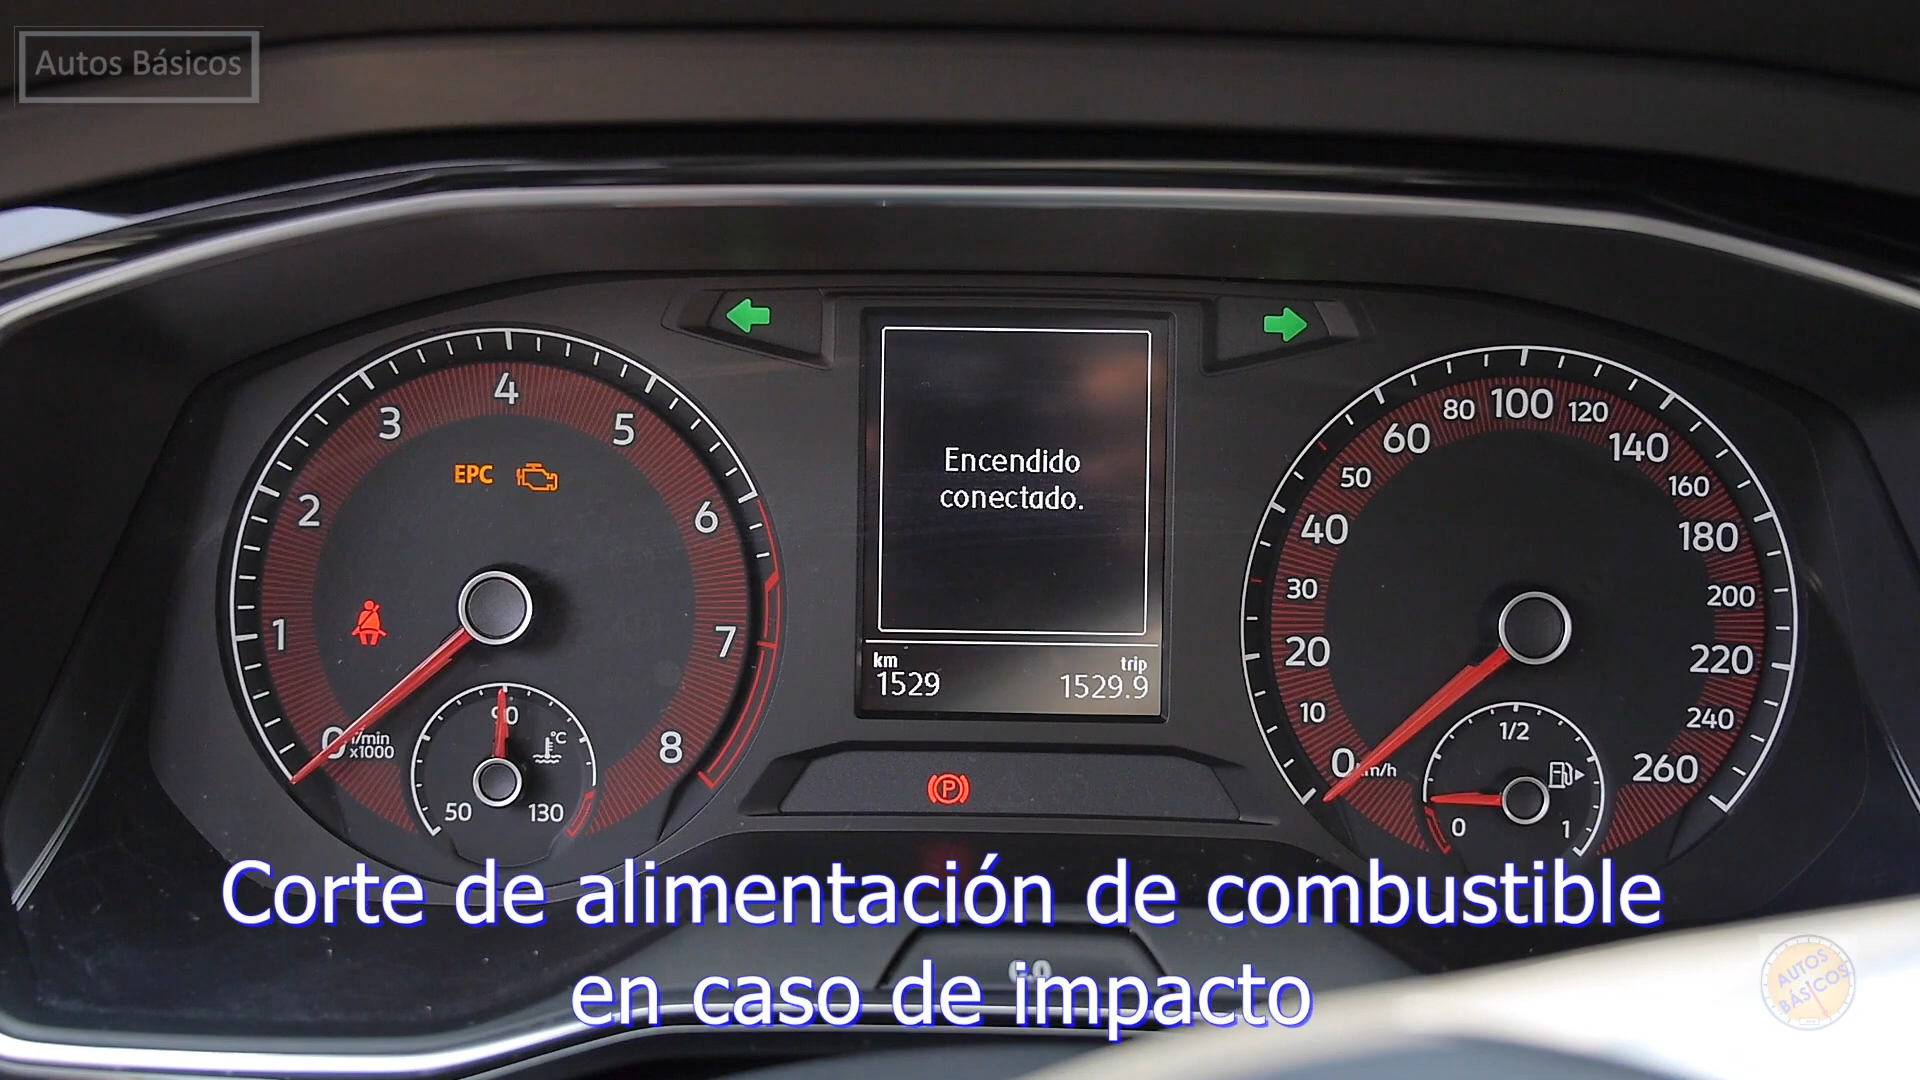 Autos Básicos
4
3
5
2
6
1
7
0
8
EPC
1/min
x1000
90
°C
50
130
Encendido
conectado.
km
trip
1529
1529.9
P
100
80
120
60
140
50
160
40
180
30
200
20
220
10
240
0
km/h
260
1/2
0
1
Corte de alimentación de combustible
en caso de impacto
AUTOS
BÁSICOS